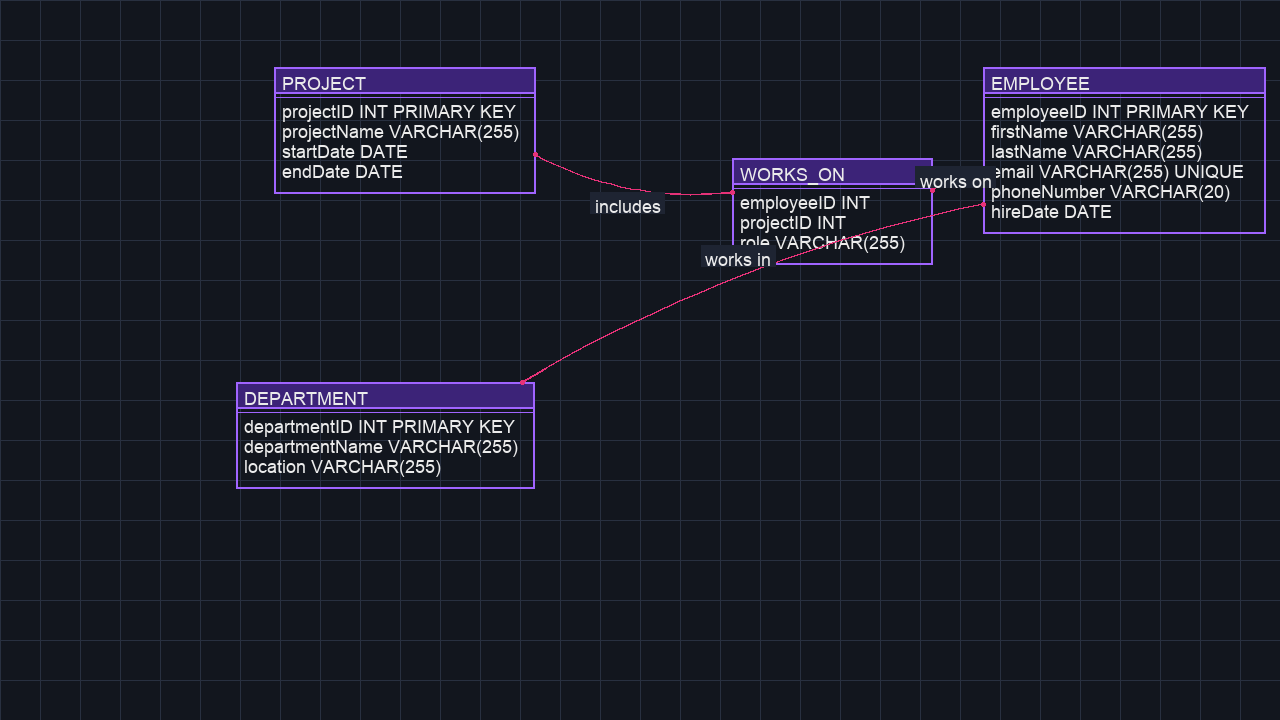 PROJECT
projectID INT PRIMARY KEY
projectName VARCHAR(255)
startDate DATE
endDate DATE
includes
WORKS_ON
employeeID INT
projectID INT
role VARCHAR(255)
works on
works in
EMPLOYEE
employeeID INT PRIMARY KEY
firstName VARCHAR(255)
lastName VARCHAR(255)
email VARCHAR(255) UNIQUE
phoneNumber VARCHAR(20)
hireDate DATE
DEPARTMENT
departmentID INT PRIMARY KEY
departmentName VARCHAR(255)
location VARCHAR(255)